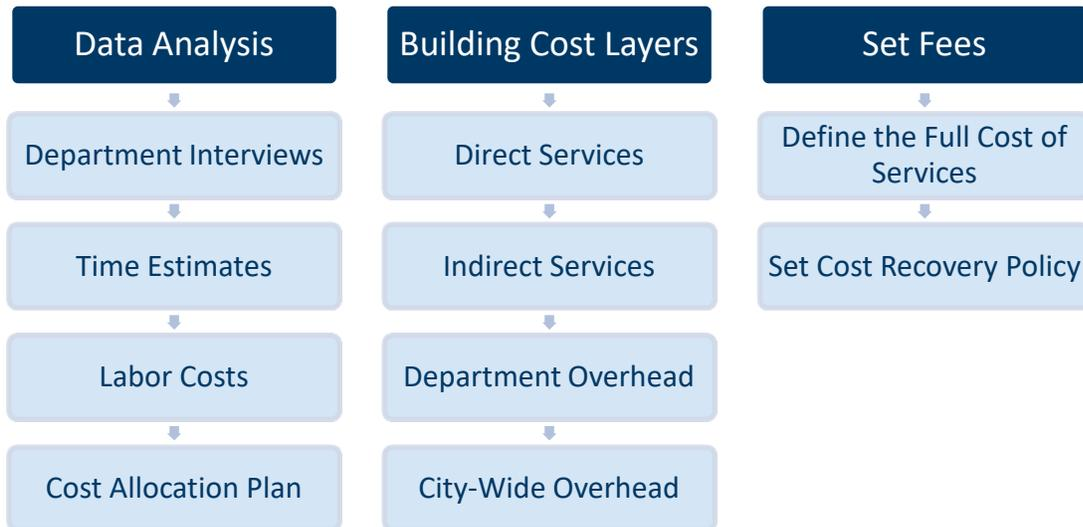 Data Analysis
Department Interviews
Time Estimates
Labor Costs
Cost Allocation Plan
Building Cost Layers
Direct Services
Indirect Services
Department Overhead
City-Wide Overhead
Set Fees
Define the Full Cost of
Services
Set Cost Recovery Policy